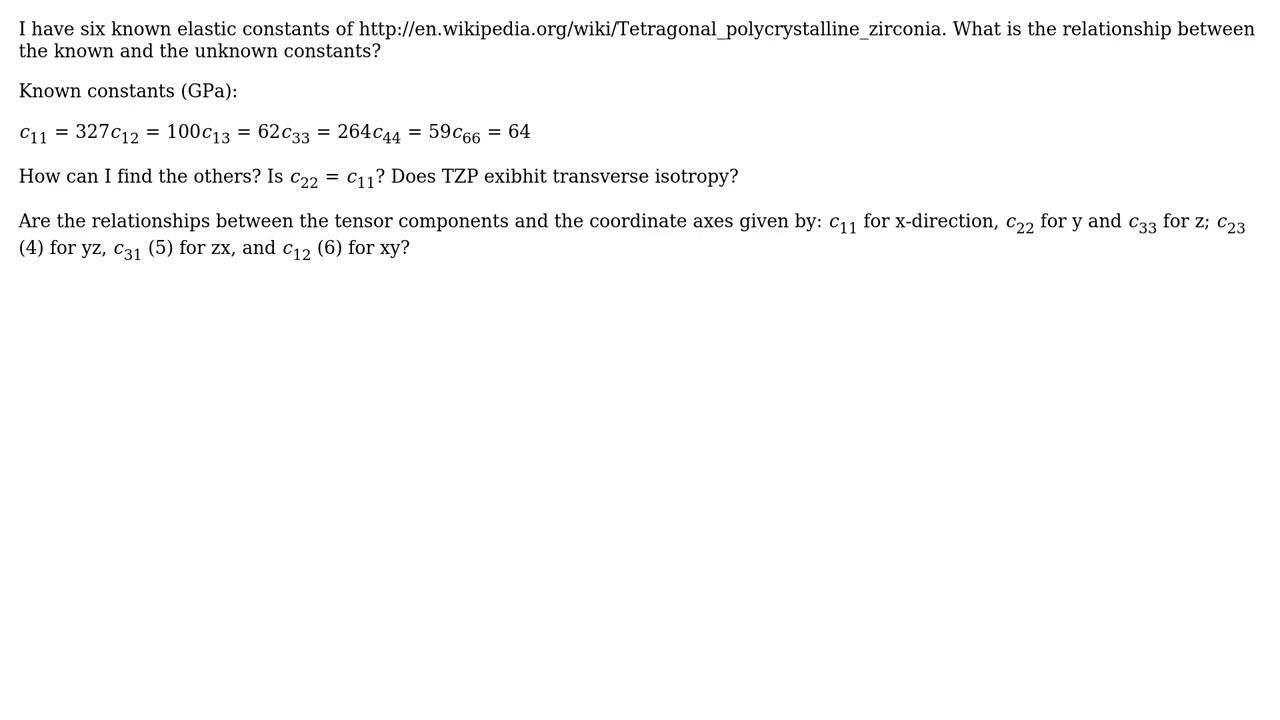 I have six known elastic constants of http://en.wikipedia.org/wiki/Tetragonal_polycrystalline_zirconia. What is the relationship between
the known and the unknown constants?
Known constants (GPa):
c11 = 327c12 = 100c13 = 62c33 = 264c44 = 59c66 = 64
How can I find the others? Is c22 = c11? Does TZP exibhit transverse isotropy?
Are the relationships between the tensor components and the coordinate axes given by: c11 for x-direction, c22 for y and c33 for z; c23
(4) for yz, c31 (5) for zx, and c12 (6) for xy?